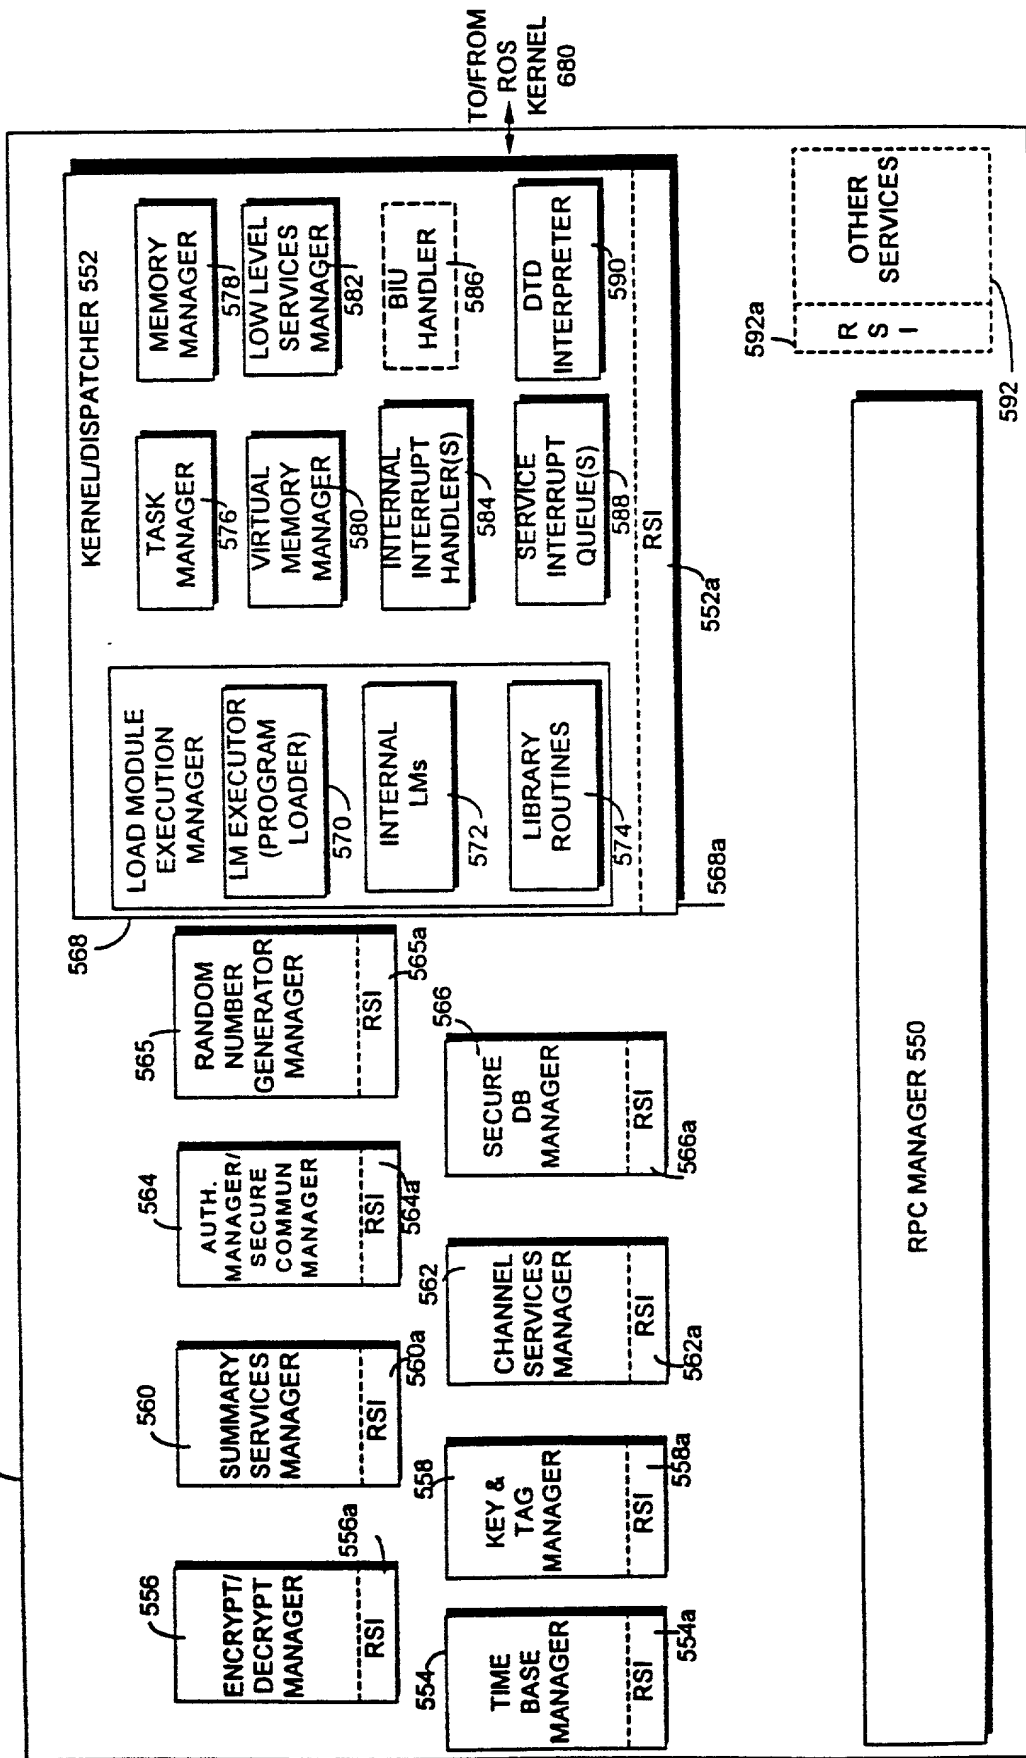 KERNEL/DISPATCHER 552
TO/FROM
ROS
KERNEL
680
568
LOAD MODULE
EXECUTION
MANAGER
LM EXECUTOR
(PROGRAM
LOADER)
570
INTERNAL
LMs
572
LIBRARY
ROUTINES
574
TASK
MANAGER
576
MEMORY
MANAGER
578
VIRTUAL
MEMORY
MANAGER
580
LOW LEVEL
SERVICES
MANAGER
582
INTERNAL
INTERRUPT
HANDLER(S)
584
BIU
HANDLER
586
SERVICE
INTERRUPT
QUEUE(S)
588
DTD
INTERPRETER
590
RSI
552a
568a
556
ENCRYPT/
DECRYPT
MANAGER
RSI
556a
560
SUMMARY
SERVICES
MANAGER
RSI
560a
564
AUTH.
MANAGER/
SECURE
COMMUN
MANAGER
RSI
564a
565
RANDOM
NUMBER
GENERATOR
MANAGER
RSI
565a
554
TIME
BASE
MANAGER
RSI
554a
558
KEY &
TAG
MANAGER
RSI
558a
562
CHANNEL
SERVICES
MANAGER
RSI
562a
566
SECURE
DB
MANAGER
RSI
566a
592a
R
S
I
OTHER
SERVICES
592
RPC MANAGER 550